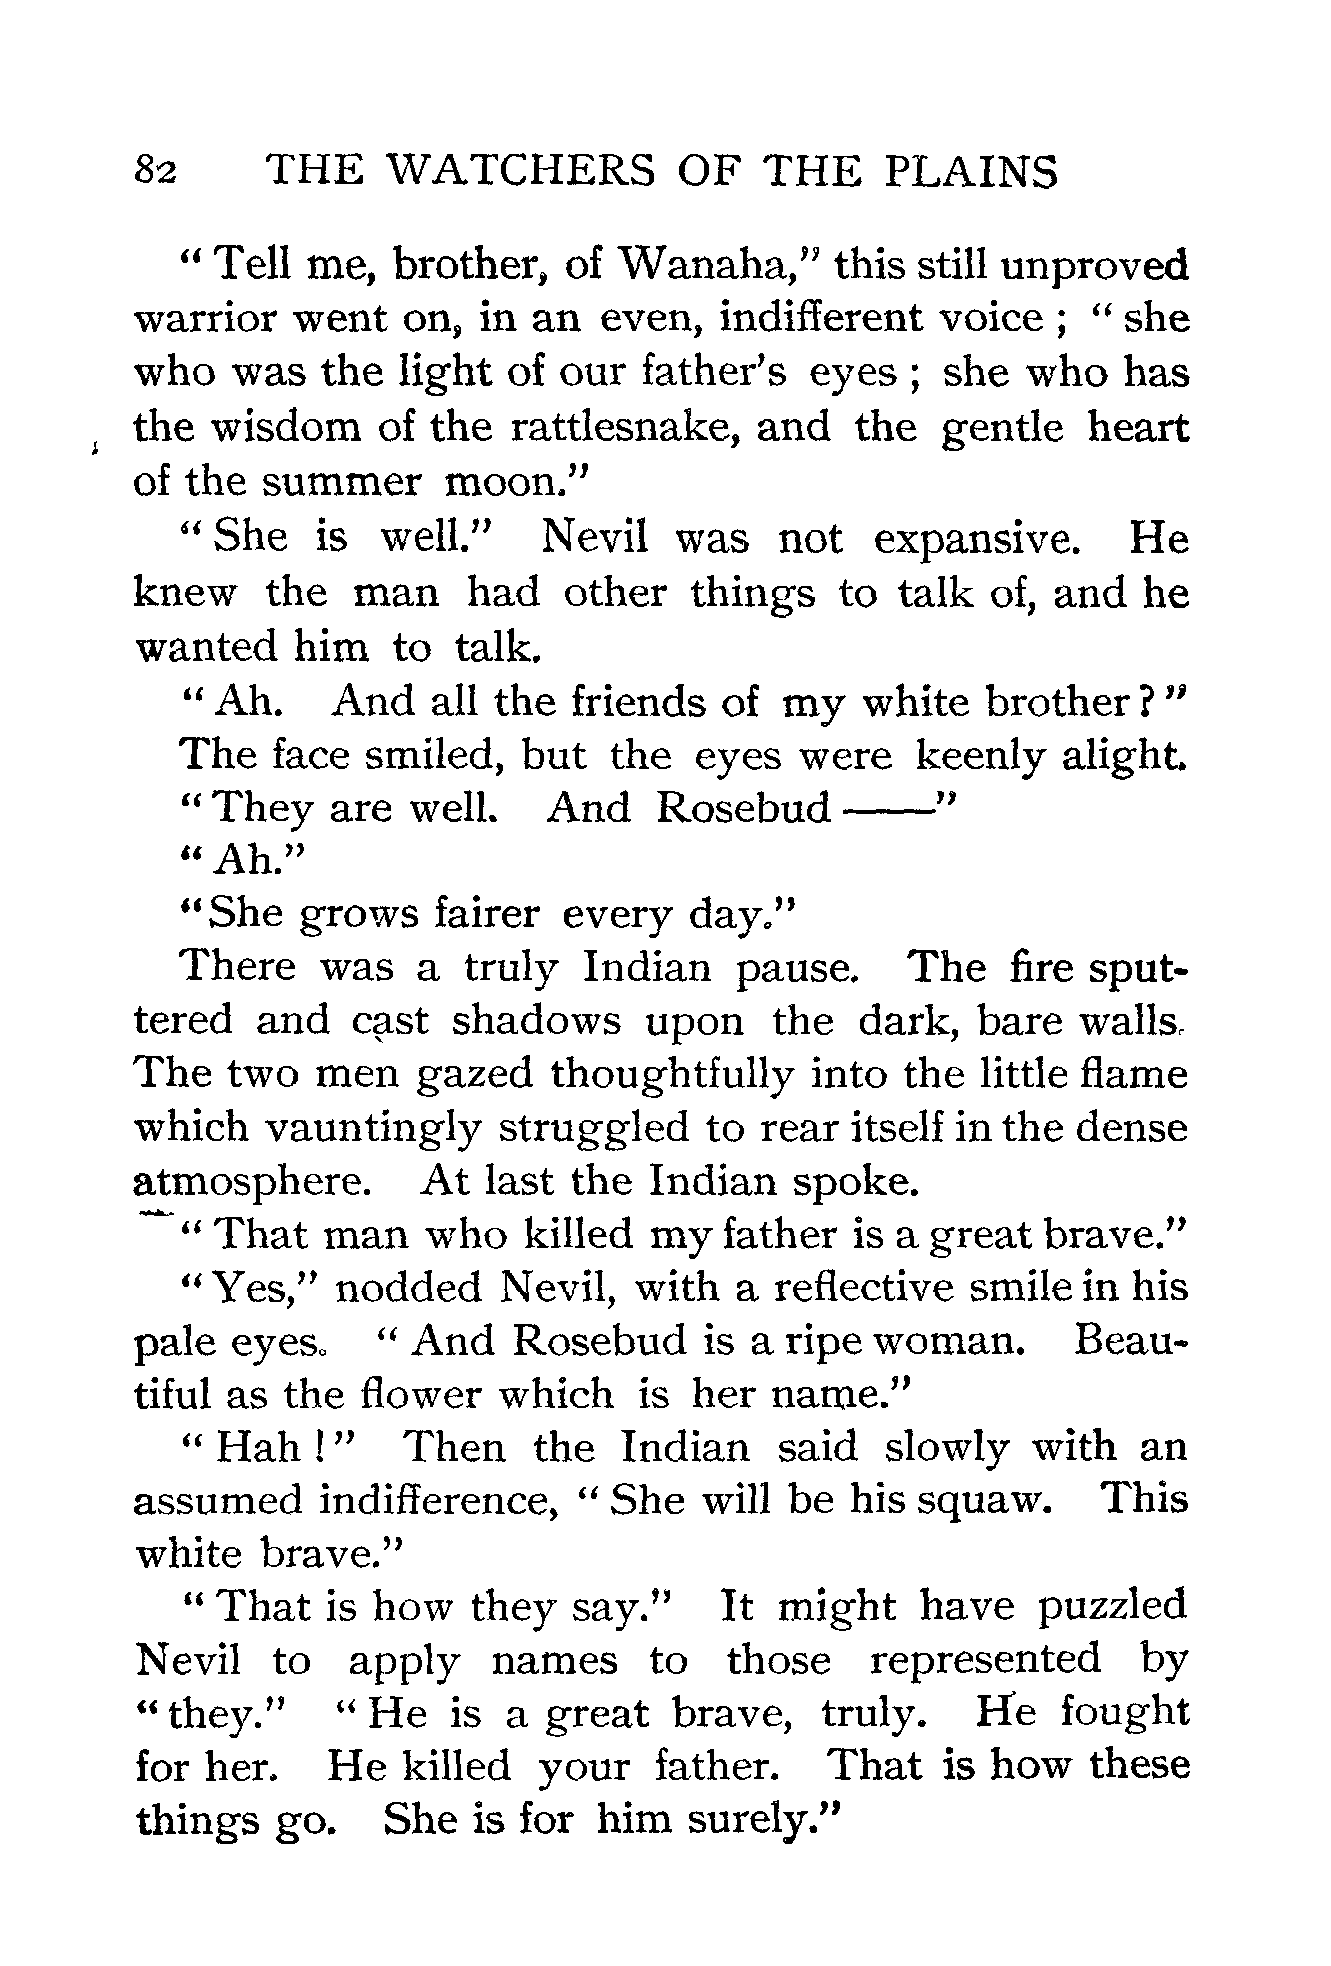 82 THE WATCHERS OF THE PLAINS
“ Tell me, brother, of Wanaha,” this still unproved
warrior went on, in an even, indifferent voice ; “ she
who was the light of our father’s eyes ; she who has
the wisdom of the rattlesnake, and the gentle heart
of the summer moon.”
“ She is well.” Nevil was not expansive. He
knew the man had other things to talk of, and he
wanted him to talk.
“ Ah. And all the friends of my white brother ? ”
The face smiled, but the eyes were keenly alight.
“ They are well. And Rosebud ——”
“ Ah.”
“ She grows fairer every day.”
There was a truly Indian pause. The fire sput-
tered and cast shadows upon the dark, bare walls.
The two men gazed thoughtfully into the little flame
which vauntingly struggled to rear itself in the dense
atmosphere. At last the Indian spoke.
“ That man who killed my father is a great brave.”
“ Yes,” nodded Nevil, with a reflective smile in his
pale eyes. “ And Rosebud is a ripe woman. Beau-
tiful as the flower which is her name.”
“ Hah ! ” Then the Indian said slowly with an
assumed indifference, “ She will be his squaw. This
white brave.”
“ That is how they say.” It might have puzzled
Nevil to apply names to those represented by
“ they.” “ He is a great brave, truly. He fought
for her. He killed your father. That is how these
things go. She is for him surely.”